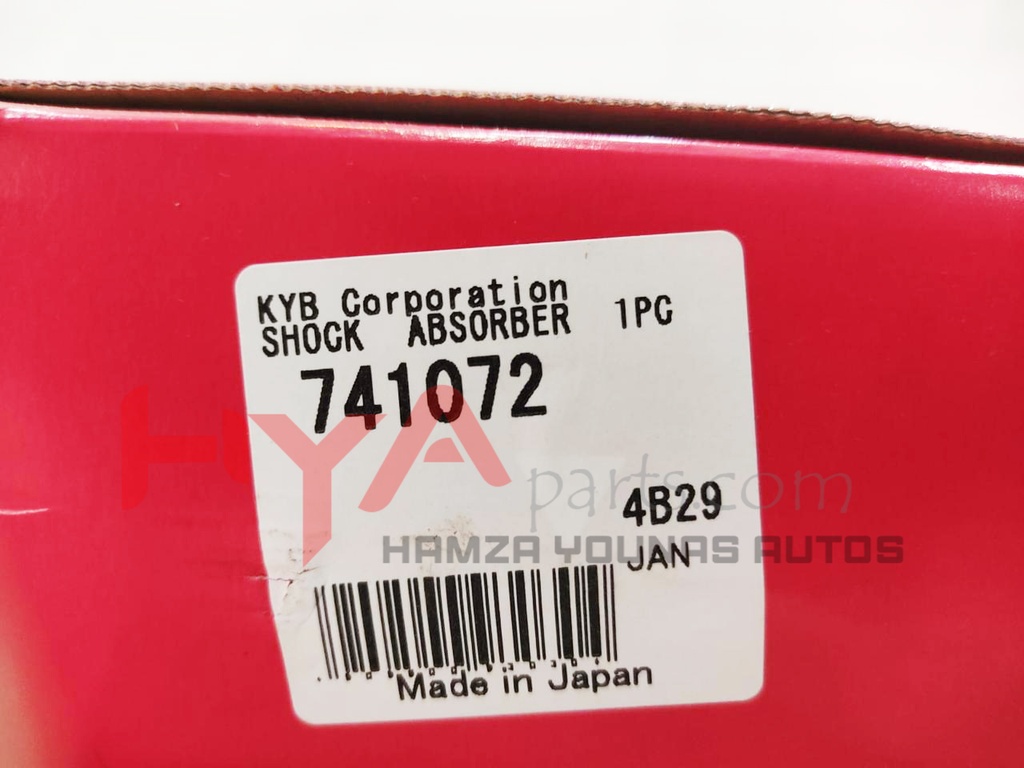 KYB Corporation
SHOCK ABSORBER 1PC
741072
HYA parts.com
4B29
HAMZA YOUNAS AUTOS
JAN
Made in Japan